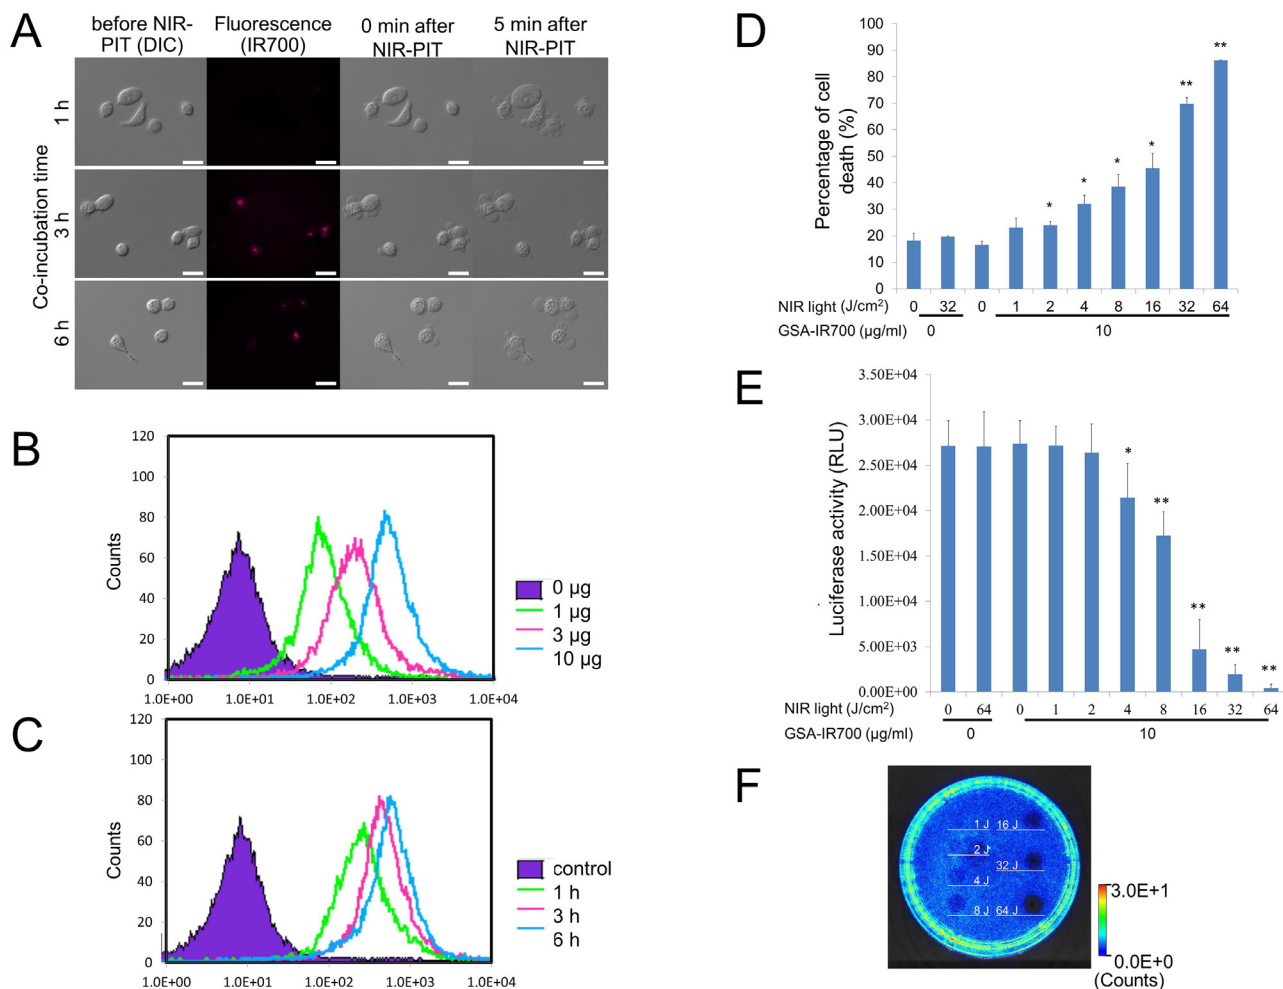 A
before NIR-
PIT (DIC)
Fluorescence
(IR700)
0 min after
NIR-PIT
5 min after
NIR-PIT
Co-incubation time
1 h
3 h
6 h
B
Counts
120
100
80
60
40
20
0
1.0E+00 1.0E+01 1.0E+02 1.0E+03 1.0E+04
0 µg
1 µg
3 µg
10 µg
C
Counts
120
100
80
60
40
20
0
1.0E+00 1.0E+01 1.0E+02 1.0E+03 1.0E+04
control
1 h
3 h
6 h
D
Percentage of cell
death (%)
100
90
80
70
60
50
40
30
20
10
0
* * * * ** **
NIR light (J/cm²) 0 32 0 1 2 4 8 16 32 64
GSA-IR700 (µg/ml) 0 10
E
Luciferase activity (RLU)
3.50E+04
3.00E+04
2.50E+04
2.00E+04
1.50E+04
1.00E+04
5.00E+03
0.00E+00
* ** ** ** **
NIR light (J/cm²) 0 64 0 1 2 4 8 16 32 64
GSA-IR700 (µg/ml) 0 10
F
1 J 16 J
2 J
32 J
4 J
8 J 64 J
3.0E+1
0.0E+0
(Counts)